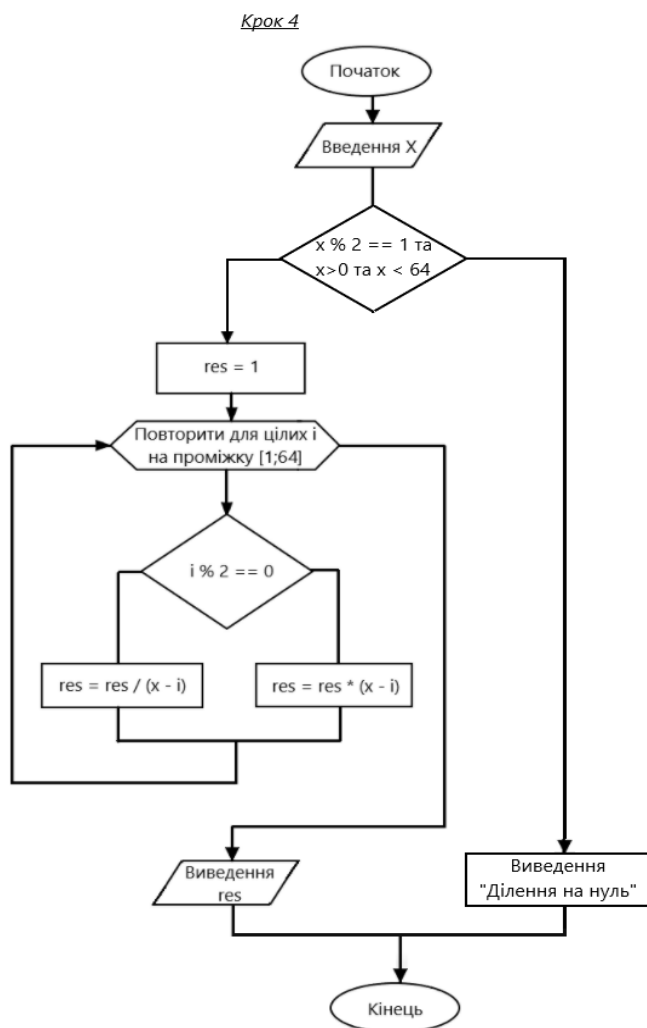 Крок 4
Початок
Введення X
x % 2 == 1 та
x>0 та x < 64
res = 1
Повторити для цілих i
на проміжку [1;64]
i % 2 == 0
res = res / (x - i)
res = res * (x - i)
Виведення
res
Виведення
"Ділення на нуль"
Кінець